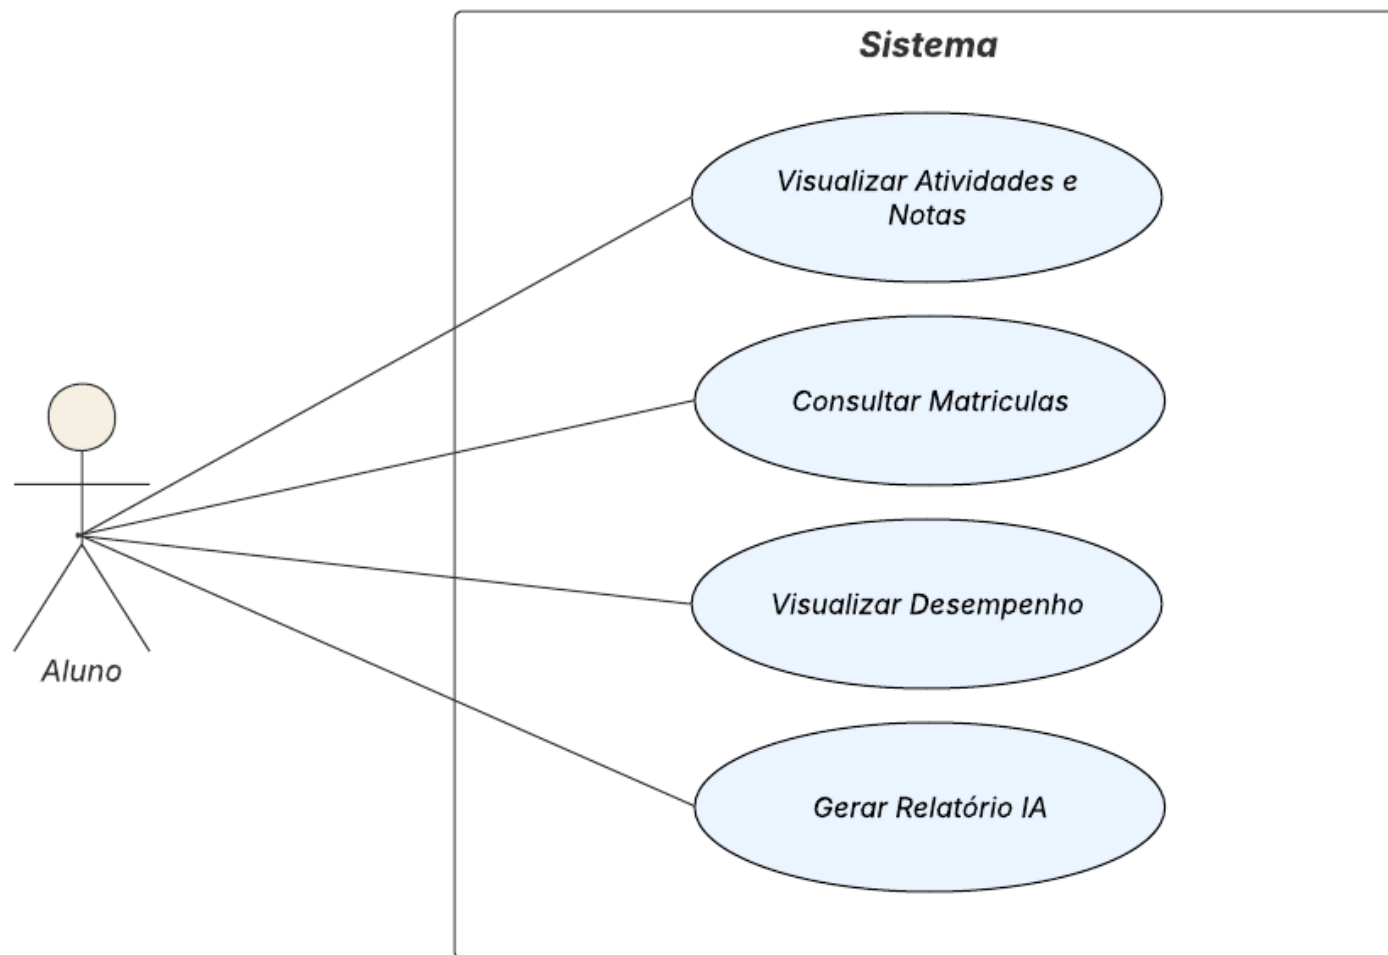 Sistema
Visualizar Atividades e
Notas
Consultar Matriculas
Visualizar Desempenho
Aluno
Gerar Relatório IA